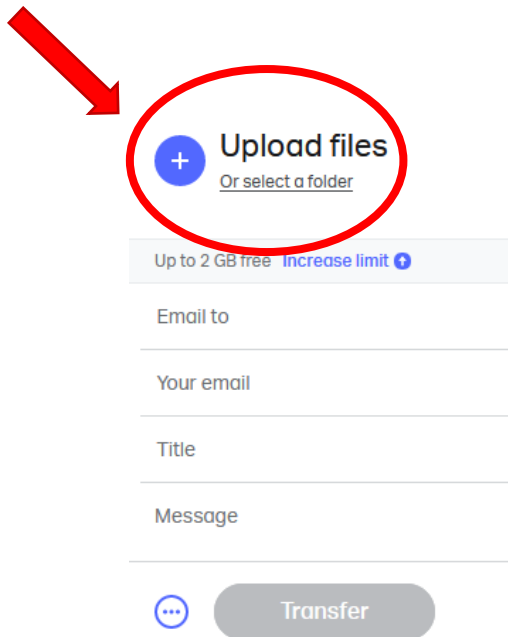 Upload files
Or select a folder
Up to 2 GB free Increase limit
Email to
Your email
Title
Message
Transfer